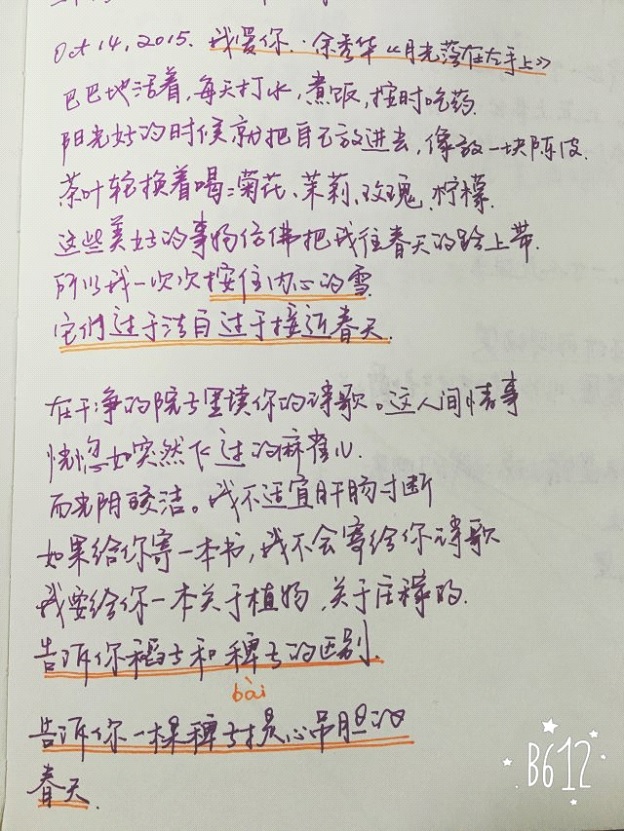 Oct 14, 2015. 我爱你. 余秀华《月光落在左手上》
巴巴地活着,每天打水,煮饭,按时吃药.
阳光好的时候就把自己放进去,像放一块陈皮.
茶叶轮换着喝:菊花、茉莉、玫瑰、柠檬.
这些美好的事物仿佛把我往春天的路上带.
所以我一次次按住内心的雪.
它们过于洁白过于接近春天.
在干净的院子里读你的诗歌。这人间情事
恍惚如突然飞过的麻雀儿.
而光阴皎洁。我不适宜肝肠寸断
如果给你寄一本书,我不会寄给你诗歌
我要给你一本关于植物,关于庄稼的.
告诉你稻子和稗子的区别.
bài
告诉你一棵稗子提心吊胆的
春天.
B612